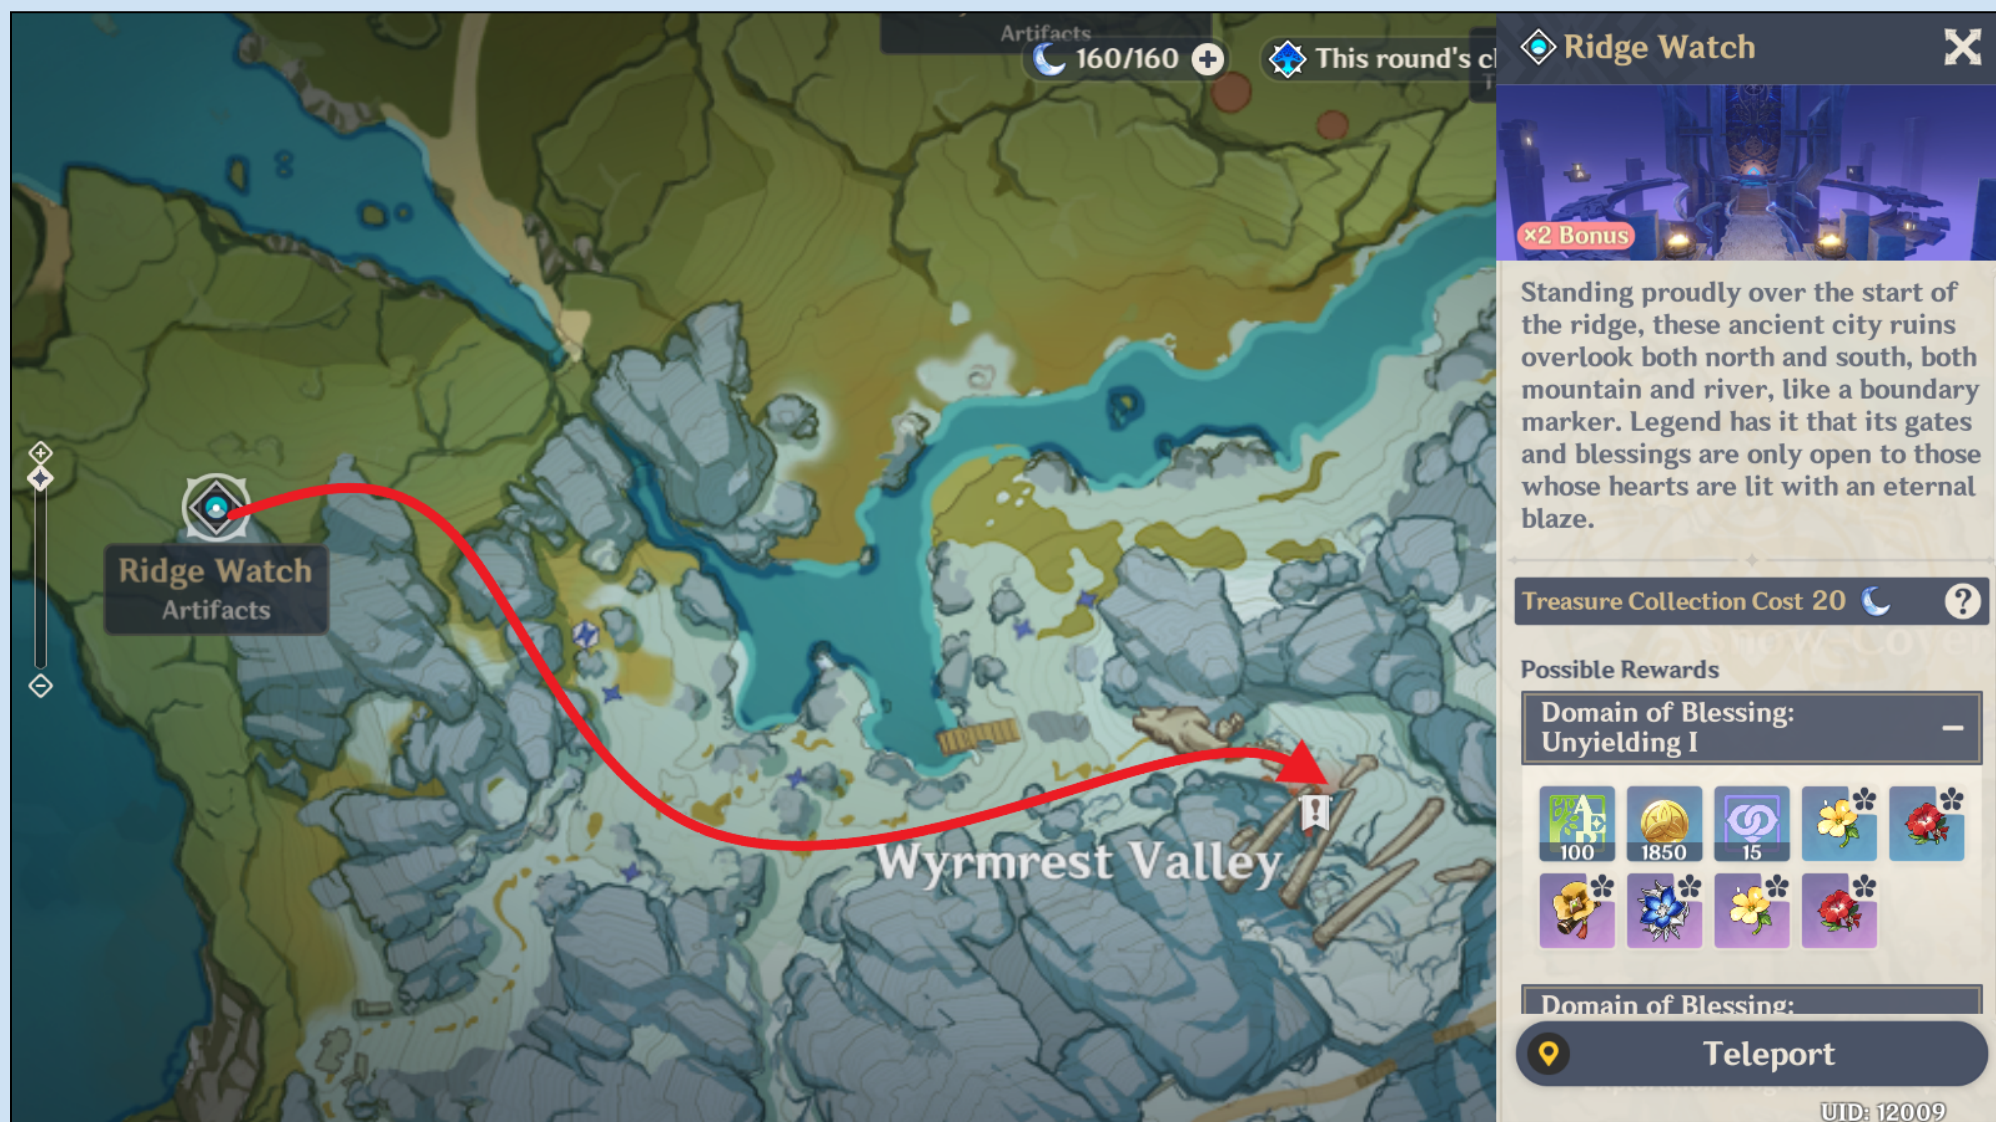 Artifacts
160/160
This round's
Ridge Watch
×2 Bonus
Standing proudly over the start of
the ridge, these ancient city ruins
overlook both north and south, both
mountain and river, like a boundary
marker. Legend has it that its gates
and blessings are only open to those
whose hearts are lit with an eternal
blaze.
Ridge Watch
Artifacts
Treasure Collection Cost 20
?
Possible Rewards
Domain of Blessing:
Unyielding I
100
1850
15
Wyrmrest Valley
Domain of Blessing:
Teleport
UID: 12009